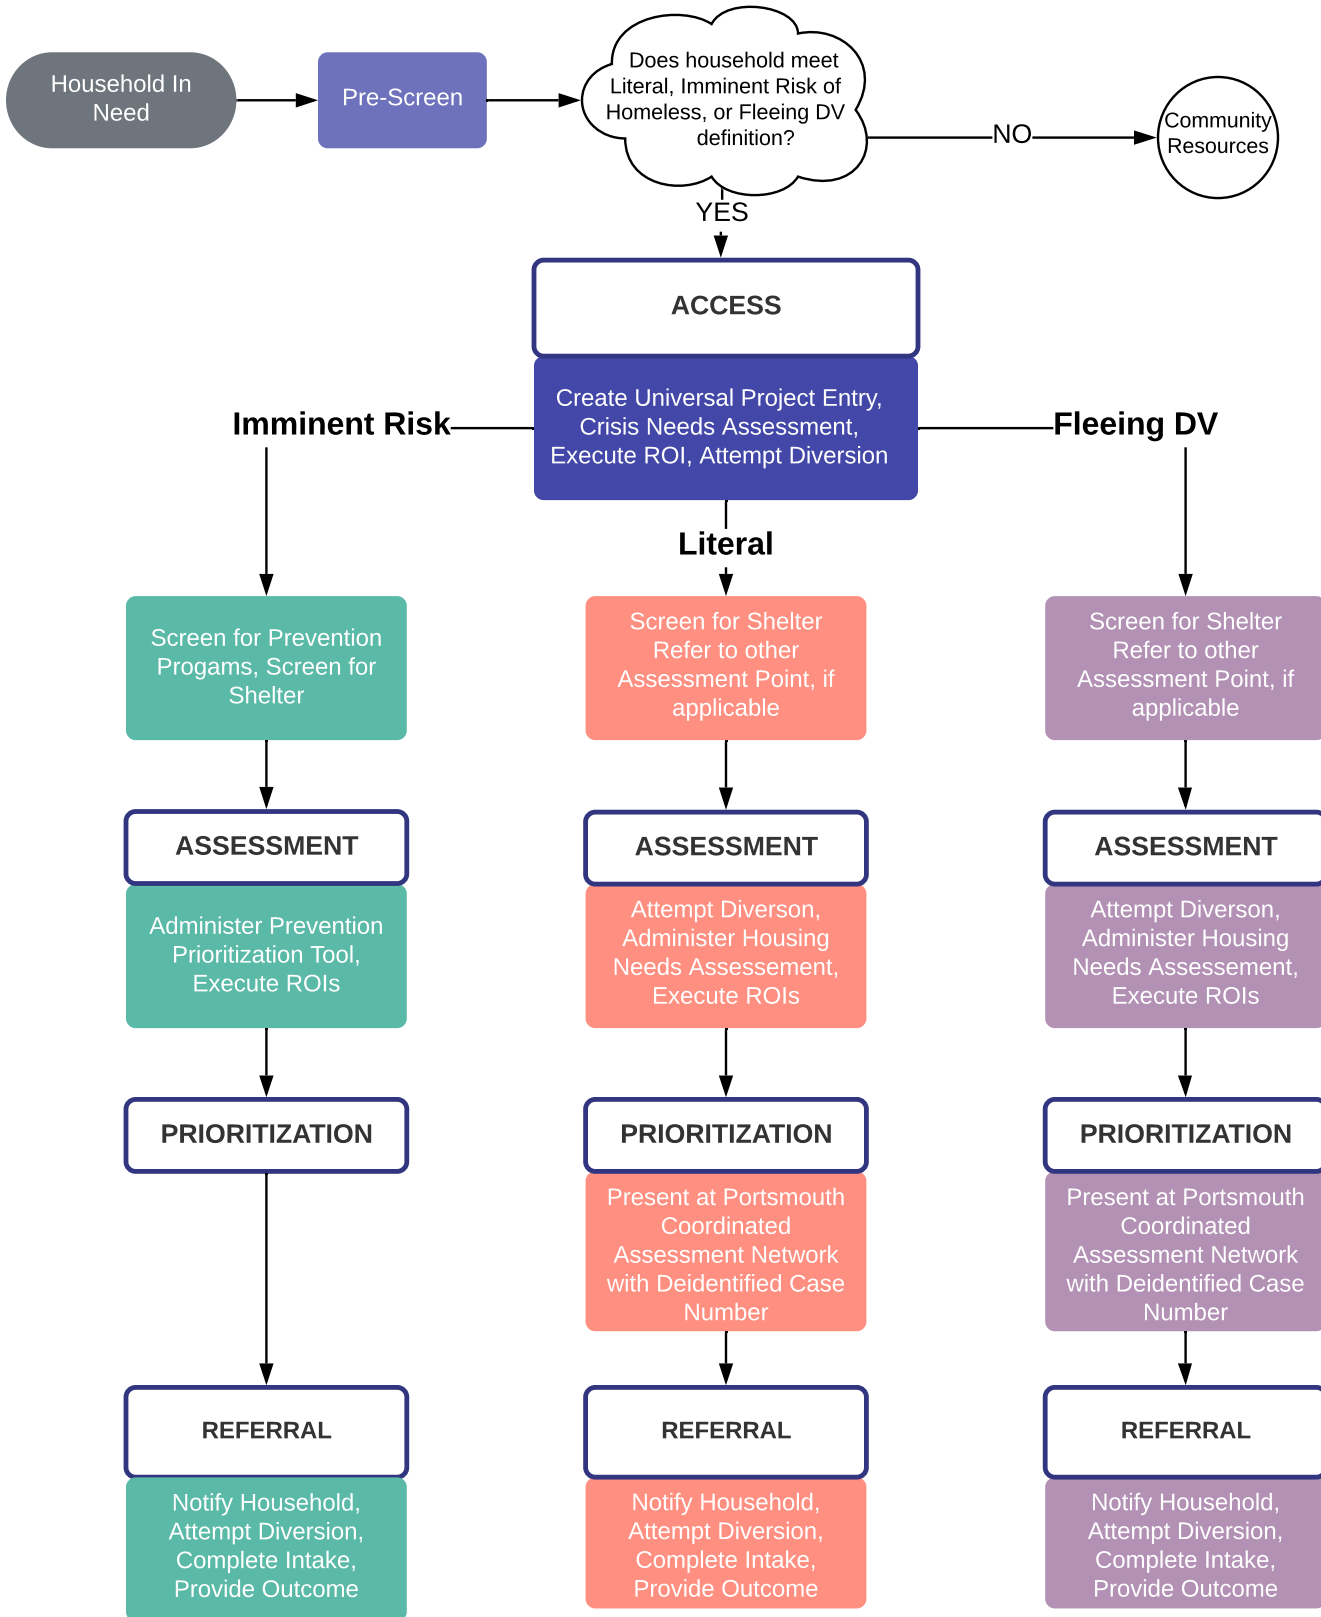 Household In
Need
Pre-Screen
Does household meet
Literal, Imminent Risk of
Homeless, or Fleeing DV
definition?
NO
Community
Resources
YES
ACCESS
Create Universal Project Entry,
Crisis Needs Assessment,
Execute ROI, Attempt Diversion
Imminent Risk
Literal
Fleeing DV
Screen for Prevention
Progams, Screen for
Shelter
ASSESSMENT
Administer Prevention
Prioritization Tool,
Execute ROIs
PRIORITIZATION
REFERRAL
Notify Household,
Attempt Diversion,
Complete Intake,
Provide Outcome
Screen for Shelter
Refer to other
Assessment Point, if
applicable
ASSESSMENT
Attempt Diverson,
Administer Housing
Needs Assessement,
Execute ROIs
PRIORITIZATION
Present at Portsmouth
Coordinated
Assessment Network
with Deidentified Case
Number
REFERRAL
Notify Household,
Attempt Diversion,
Complete Intake,
Provide Outcome
Screen for Shelter
Refer to other
Assessment Point, if
applicable
ASSESSMENT
Attempt Diverson,
Administer Housing
Needs Assessement,
Execute ROIs
PRIORITIZATION
Present at Portsmouth
Coordinated
Assessment Network
with Deidentified Case
Number
REFERRAL
Notify Household,
Attempt Diversion,
Complete Intake,
Provide Outcome